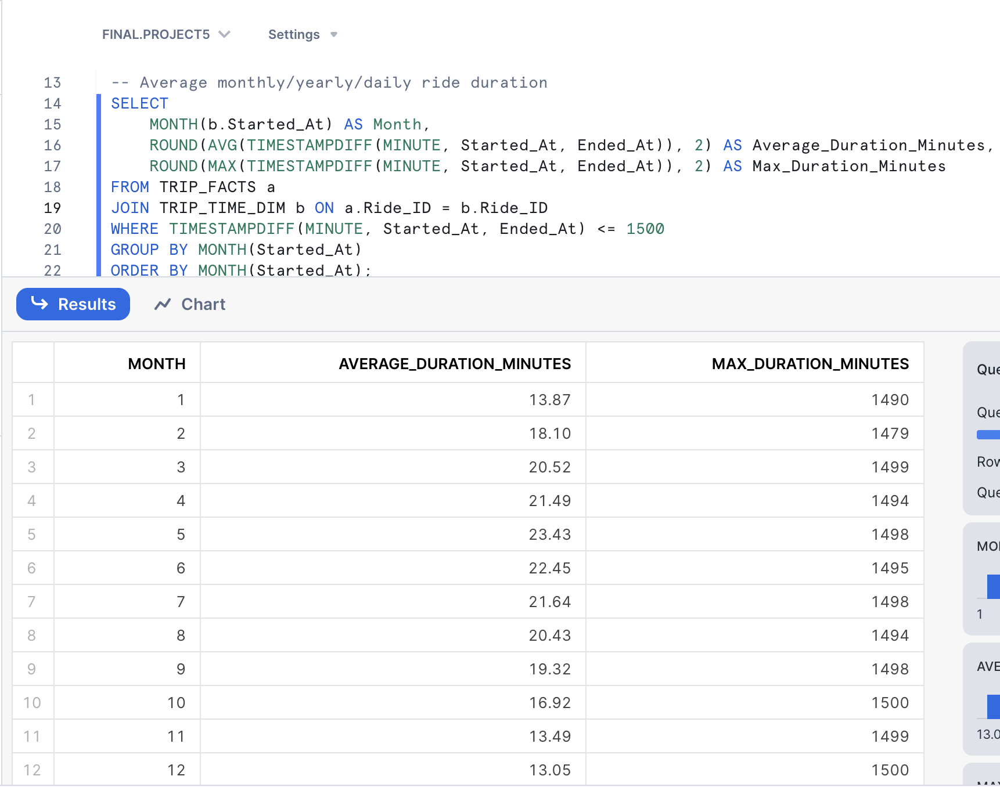 FINAL.PROJECT5 Settings
13 -- Average monthly/yearly/daily ride duration
14 SELECT
15 MONTH(b.Started_At) AS Month,
16 ROUND(AVG(TIMESTAMPDIFF(MINUTE, Started_At, Ended_At)), 2) AS Average_Duration_Minutes,
17 ROUND(MAX(TIMESTAMPDIFF(MINUTE, Started_At, Ended_At)), 2) AS Max_Duration_Minutes
18 FROM TRIP_FACTS a
19 JOIN TRIP_TIME_DIM b ON a.Ride_ID = b.Ride_ID
20 WHERE TIMESTAMPDIFF(MINUTE, Started_At, Ended_At) <= 1500
21 GROUP BY MONTH(Started_At)
22 ORDER BY MONTH(Started_At);
Results Chart
MONTH AVERAGE_DURATION_MINUTES MAX_DURATION_MINUTES
1 1 13.87 1490
2 2 18.10 1479
3 3 20.52 1499
4 4 21.49 1494
5 5 23.43 1498
6 6 22.45 1495
7 7 21.64 1498
8 8 20.43 1494
9 9 19.32 1498
10 10 16.92 1500
11 11 13.49 1499
12 12 13.05 1500
Que
Que
Row
Que
1
AVE
13.0